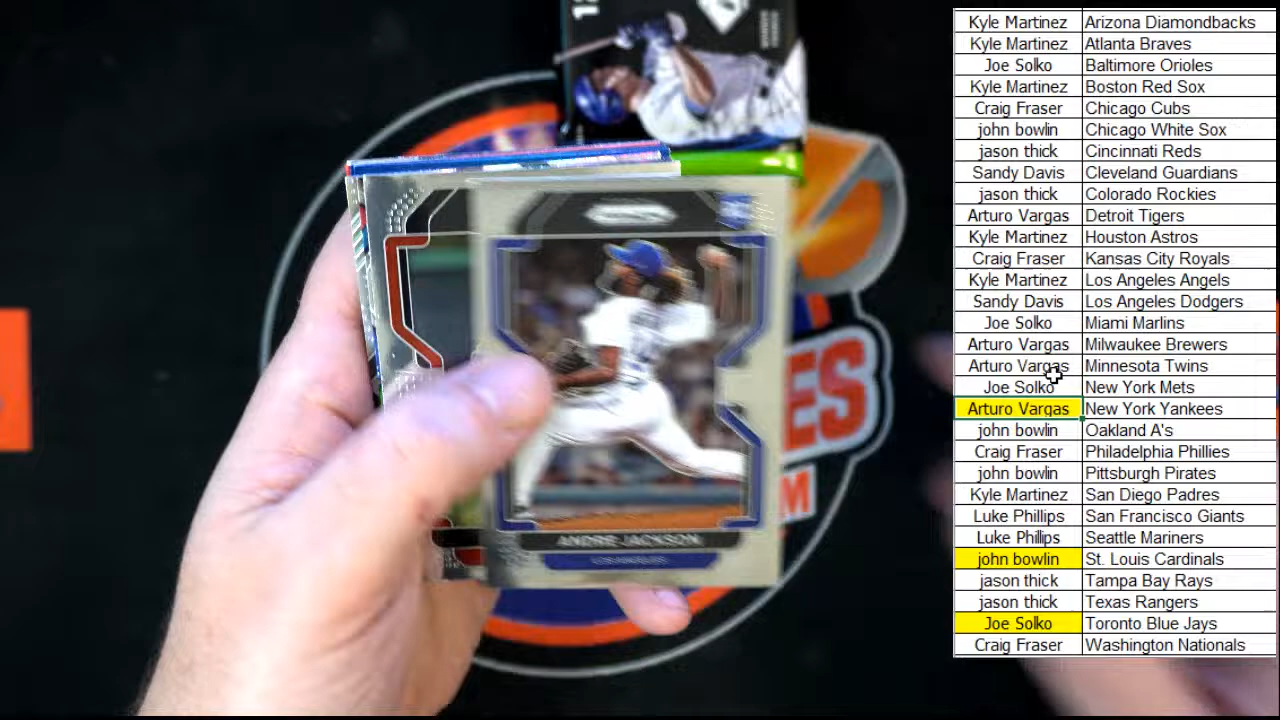 ANDRE JACKSON
LOS ANGELES
ES
M
Kyle Martinez Arizona Diamondbacks
Kyle Martinez Atlanta Braves
Joe Solko Baltimore Orioles
Kyle Martinez Boston Red Sox
Craig Fraser Chicago Cubs
john bowlin Chicago White Sox
jason thick Cincinnati Reds
Sandy Davis Cleveland Guardians
jason thick Colorado Rockies
Arturo Vargas Detroit Tigers
Kyle Martinez Houston Astros
Craig Fraser Kansas City Royals
Kyle Martinez Los Angeles Angels
Sandy Davis Los Angeles Dodgers
Joe Solko Miami Marlins
Arturo Vargas Milwaukee Brewers
Arturo Vargas Minnesota Twins
Joe Solko New York Mets
Arturo Vargas New York Yankees
john bowlin Oakland A's
Craig Fraser Philadelphia Phillies
john bowlin Pittsburgh Pirates
Kyle Martinez San Diego Padres
Luke Phillips San Francisco Giants
Luke Phillips Seattle Mariners
john bowlin St. Louis Cardinals
jason thick Tampa Bay Rays
jason thick Texas Rangers
Joe Solko Toronto Blue Jays
Craig Fraser Washington Nationals